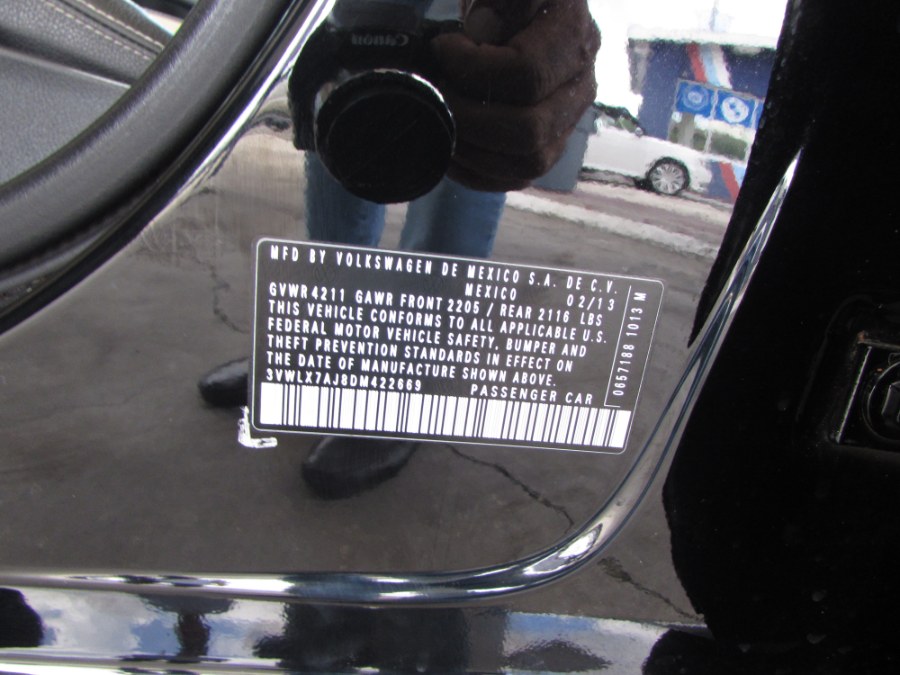 Canon
MFD BY VOLKSWAGEN DE MEXICO S.A. DE C.V.
MEXICO 02/13
GVWR 4211 GAWR FRONT 2205 / REAR 2116 LBS
THIS VEHICLE CONFORMS TO ALL APPLICABLE U.S.
FEDERAL MOTOR VEHICLE SAFETY, BUMPER AND
THEFT PREVENTION STANDARDS IN EFFECT ON
THE DATE OF MANUFACTURE SHOWN ABOVE.
3VWLX7AJ8DM422669 PASSENGER CAR
0657188 1013 M